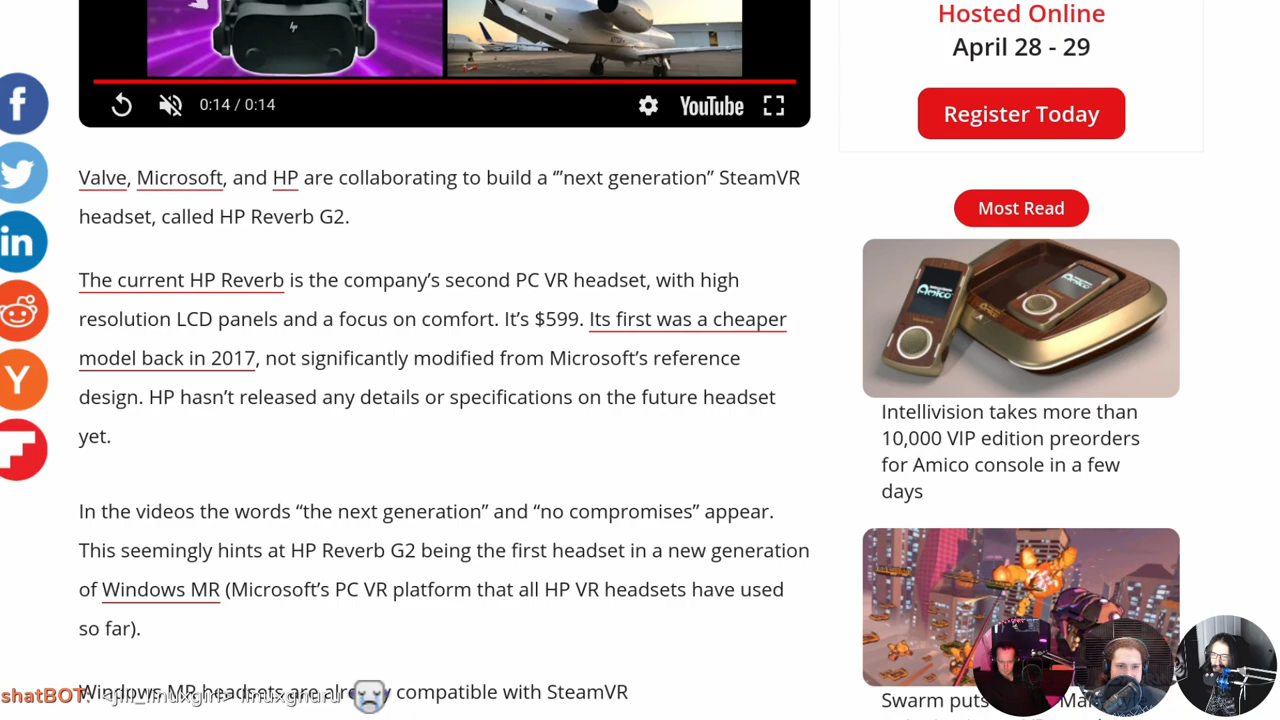 hp
0:14 / 0:14
YouTube
Hosted Online
April 28 - 29
Register Today
Valve, Microsoft, and HP are collaborating to build a “’next generation” SteamVR
headset, called HP Reverb G2.
The current HP Reverb is the company’s second PC VR headset, with high
resolution LCD panels and a focus on comfort. It’s $599. Its first was a cheaper
model back in 2017, not significantly modified from Microsoft’s reference
design. HP hasn’t released any details or specifications on the future headset
yet.
In the videos the words “the next generation” and “no compromises” appear.
This seemingly hints at HP Reverb G2 being the first headset in a new generation
of Windows MR (Microsoft’s PC VR platform that all HP VR headsets have used
so far).
Windows MR headsets are already compatible with SteamVR
shatBOT: <jill_linuxgirl> linuxgnuru
Most Read
Amico
Amico
Intellivision takes more than
10,000 VIP edition preorders
for Amico console in a few
days
Swarm puts